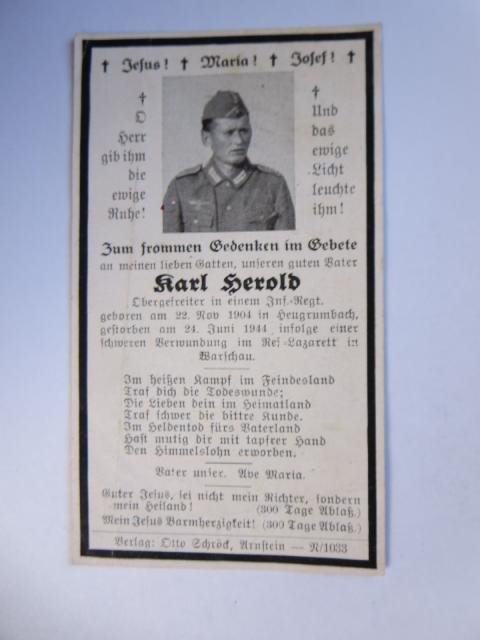 † Jesus! † Maria! † Josef! †
†
O
Herr
gib ihm
die
ewige
Ruhe!
†
Und
das
ewige
Licht
leuchte
ihm!
Zum frommen Gedenken im Gebete
an meinen lieben Gatten, unseren guten Vater
Karl Herold
Obergefreiter in einem Inf.-Regt.
geboren am 22. Nov 1904 in Heugrumbach,
gestorben am 24. Juni 1944 infolge einer
schweren Verwundung im Res-Lazarett in
Warschau.
Im heißen Kampf im Feindesland
Traf dich die Todeswunde;
Die Lieben dein im Heimatland
Traf schwer die bittre Kunde.
Im Heldentod fürs Vaterland
Hast mutig dir mit tapfrer Hand
Den Himmelslohn erworben.
Vater unser. Ave Maria.
Guter Jesus, sei nicht mein Richter, sondern
mein Heiland! (300 Tage Ablaß.)
Mein Jesus Barmherzigkeit! (300 Tage Ablaß.)
Verlag: Otto Schröck, Arnstein — N/1033